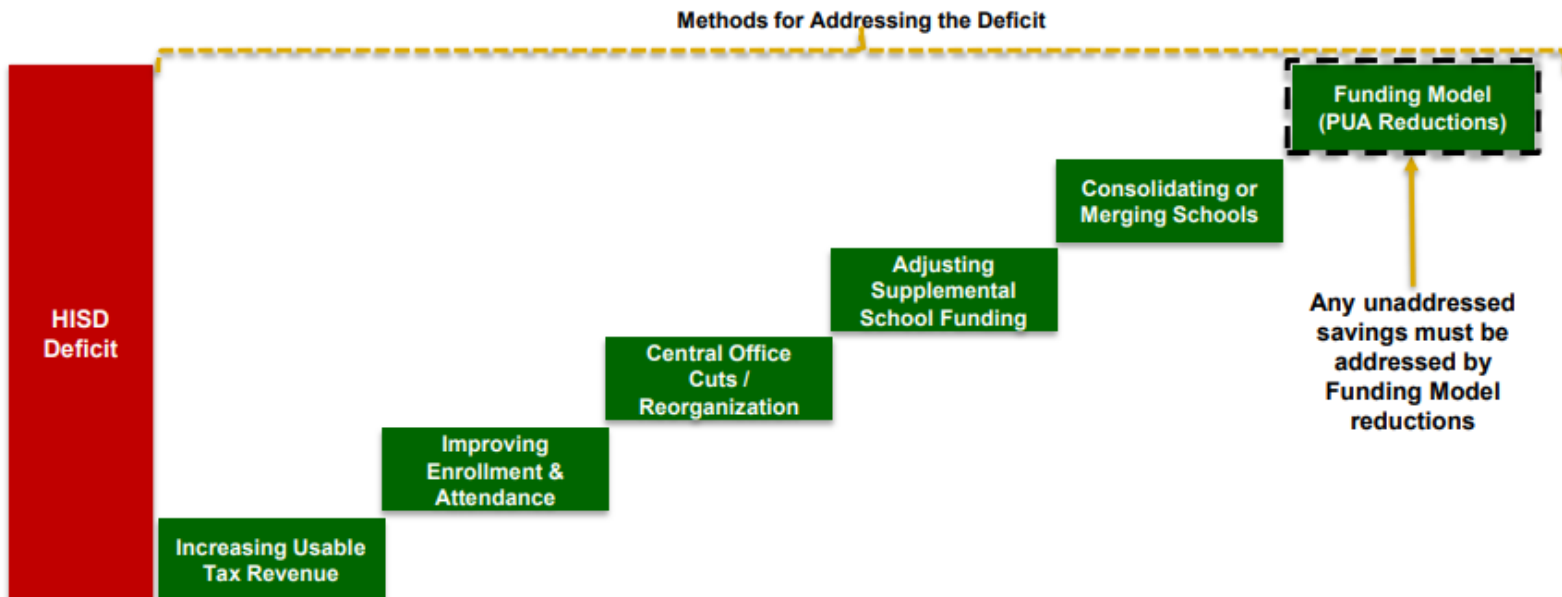 Methods for Addressing the Deficit
Funding Model
(PUA Reductions)
Consolidating or
Merging Schools
Adjusting
Supplemental
School Funding
Any unaddressed
savings must be
addressed by
Funding Model
reductions
HISD
Deficit
Central Office
Cuts /
Reorganization
Improving
Enrollment &
Attendance
Increasing Usable
Tax Revenue